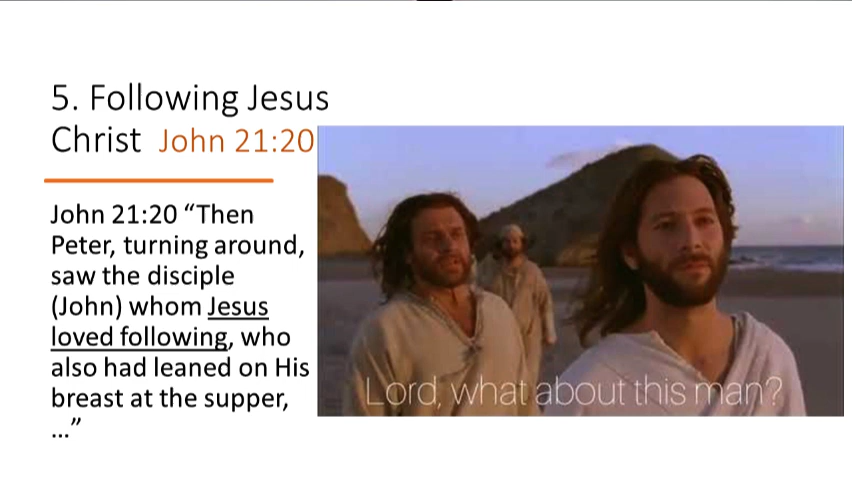 5. Following Jesus
Christ  John 21:20
John 21:20 “Then
Peter, turning around,
saw the disciple
(John) whom Jesus
loved following, who
also had leaned on His
breast at the supper,
…”
Lord, what about this man?